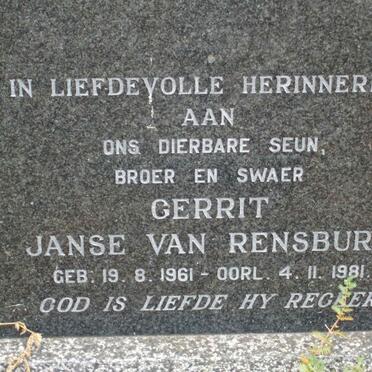 IN LIEFDEVOLLE HERINNER
AAN
ONS DIERBARE SEUN,
BROER EN SWAER
GERRIT
JANSE VAN RENSBUR
GEB. 19. 8. 1961 - OORL. 4. 11. 1981.
GOD IS LIEFDE HY REGEER